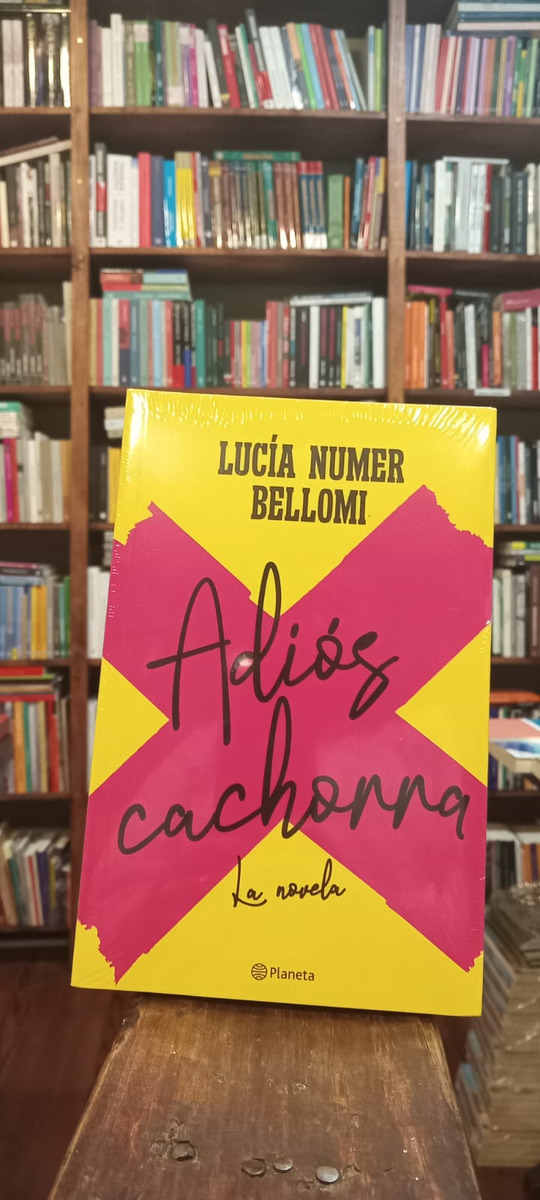 LUCÍA NUMER
BELLOMI
Adiós
cachorra
La novela
Planeta